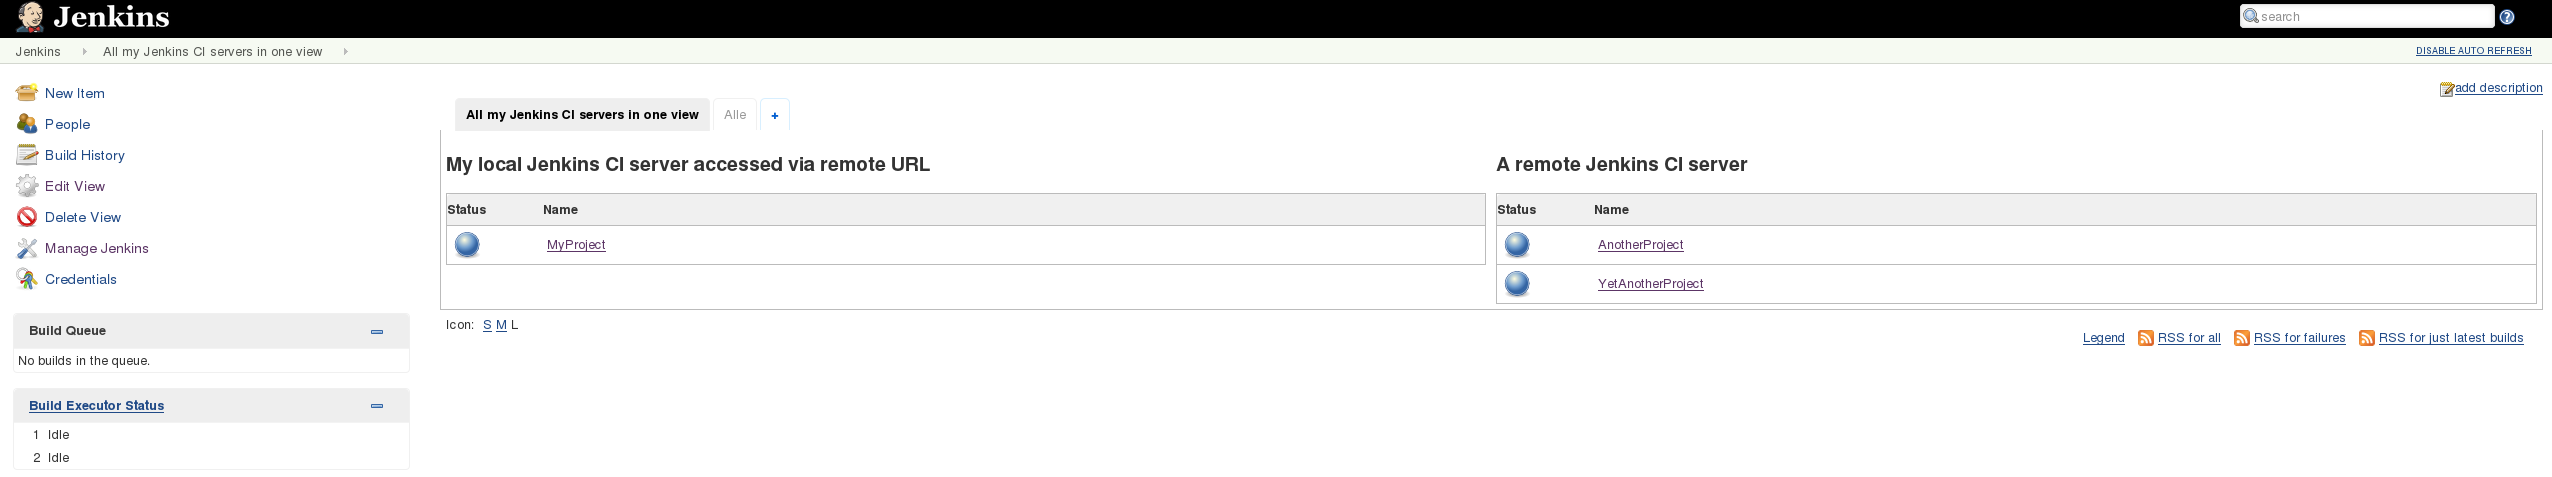 Jenkins
search
Jenkins All my Jenkins CI servers in one view
DISABLE AUTO REFRESH
New Item
People
Build History
Edit View
Delete View
Manage Jenkins
Credentials
Build Queue
No builds in the queue.
Build Executor Status
1 Idle
2 Idle
add description
All my Jenkins CI servers in one view Alle +
My local Jenkins CI server accessed via remote URL
Status Name
MyProject
A remote Jenkins CI server
Status Name
AnotherProject
YetAnotherProject
Icon: S M L
Legend RSS for all RSS for failures RSS for just latest builds